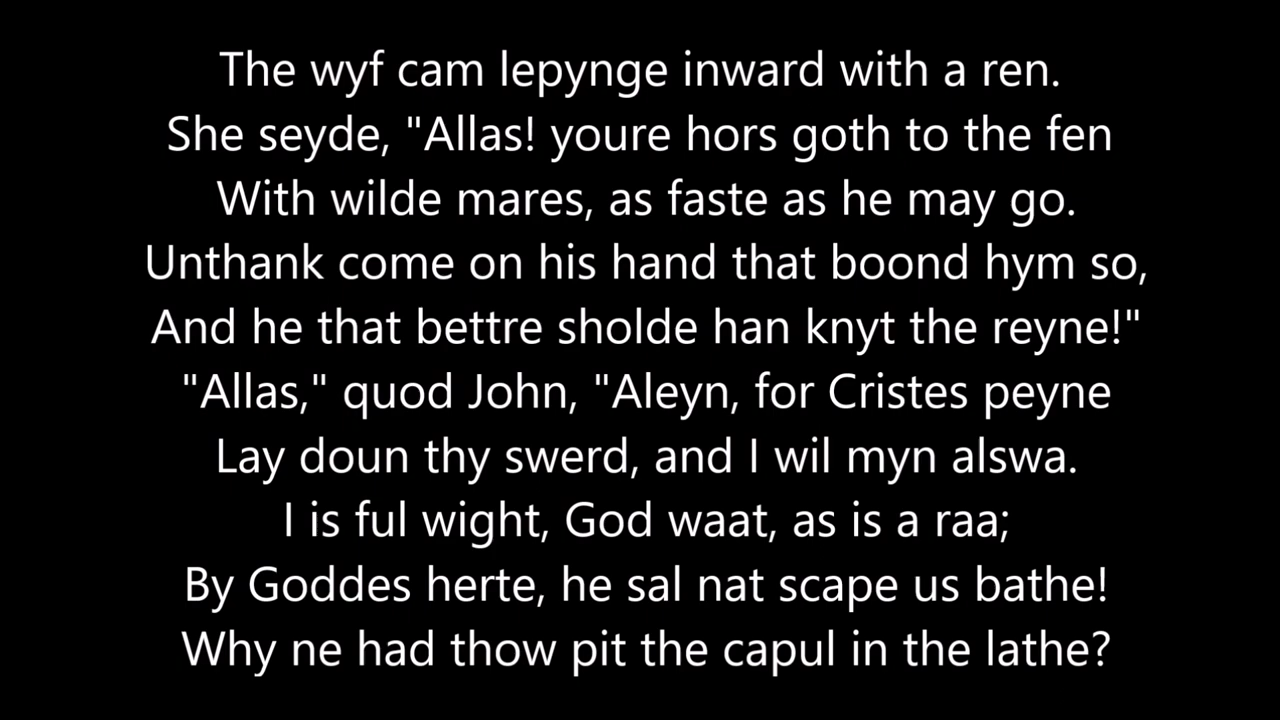 The wyf cam lepynge inward with a ren.
She seyde, "Allas! youre hors goth to the fen
With wilde mares, as faste as he may go.
Unthank come on his hand that boond hym so,
And he that bettre sholde han knyt the reyne!"
"Allas," quod John, "Aleyn, for Cristes peyne
Lay doun thy swerd, and I wil myn alswa.
I is ful wight, God waat, as is a raa;
By Goddes herte, he sal nat scape us bathe!
Why ne had thow pit the capul in the lathe?